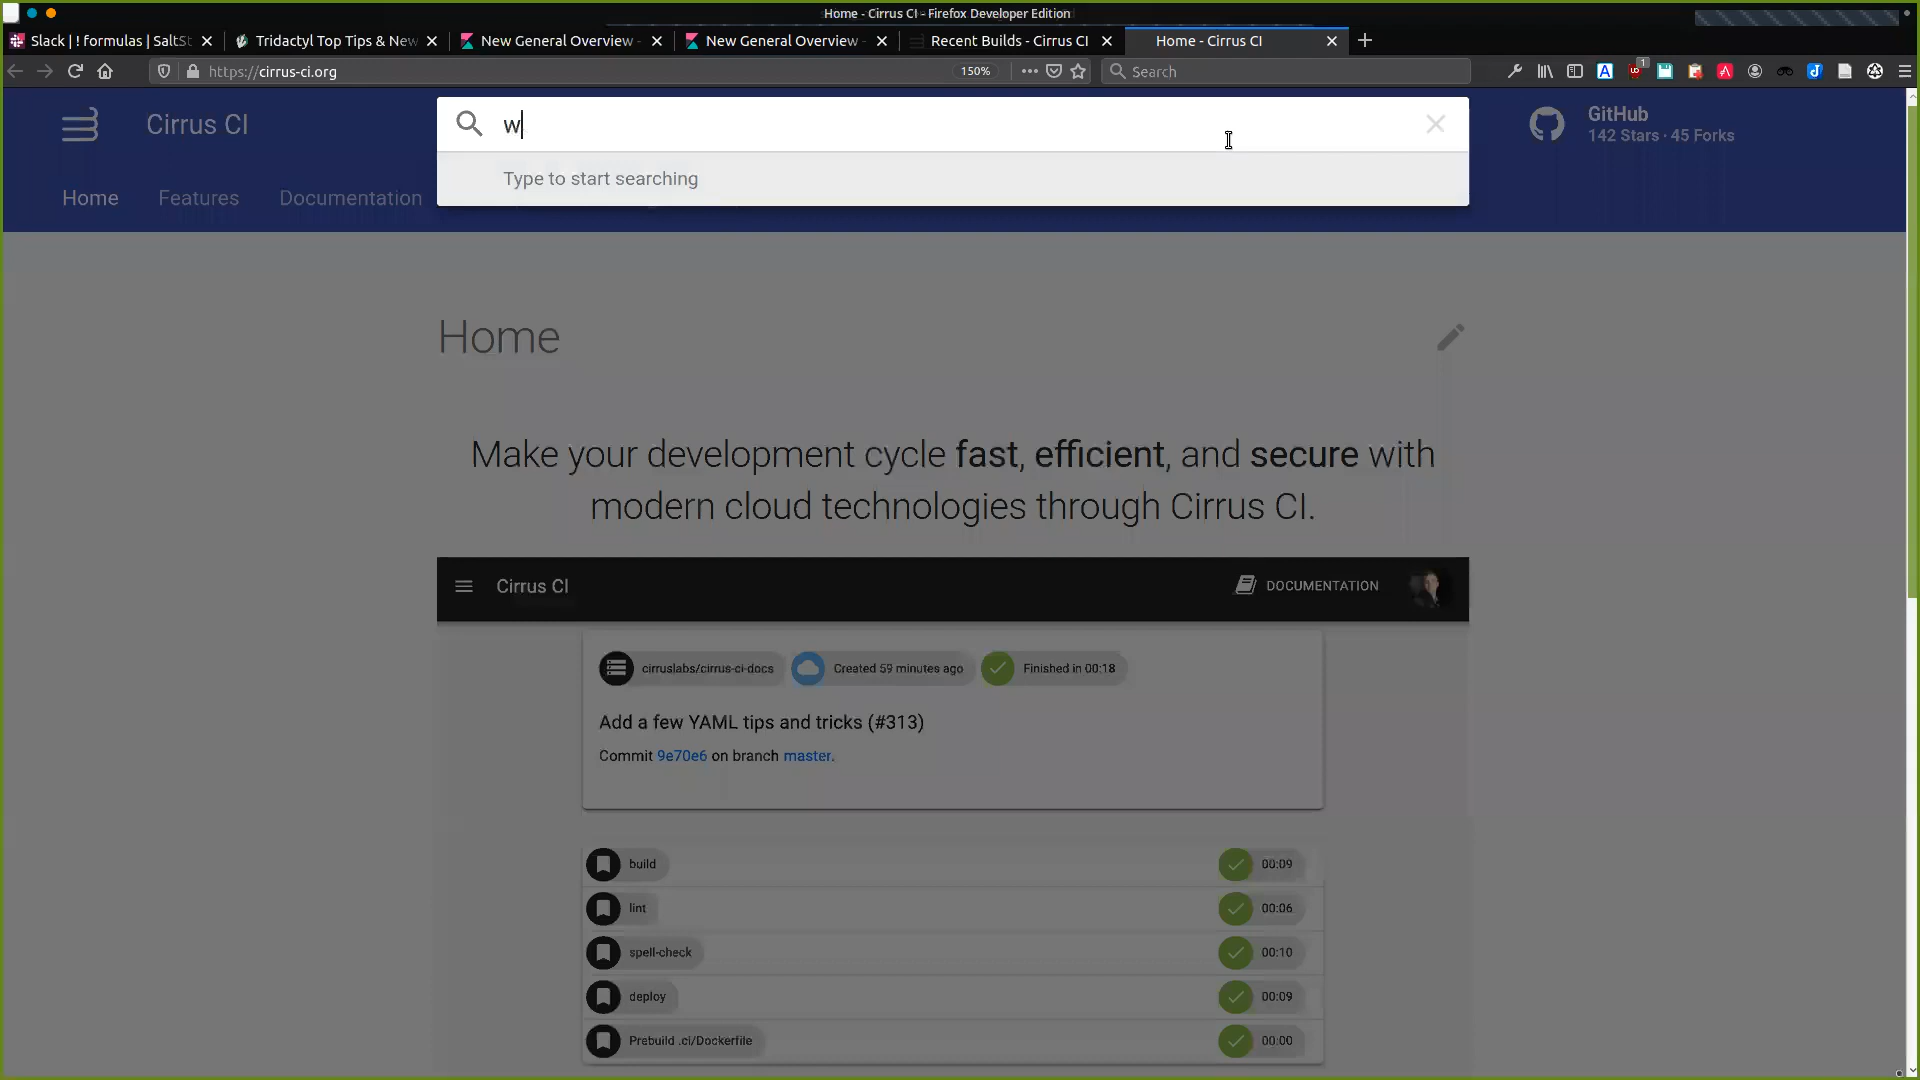 Home - Cirrus CI - Firefox Developer Edition
Slack | ! formulas | SaltSt
Tridactyl Top Tips & New
New General Overview -
New General Overview -
Recent Builds - Cirrus CI
Home - Cirrus CI
https://cirrus-ci.org
150%
Search
1
Cirrus CI
w
GitHub
142 Stars · 45 Forks
Type to start searching
Home
Features
Documentation
Home
Make your development cycle fast, efficient, and secure with
modern cloud technologies through Cirrus CI.
Cirrus CI
DOCUMENTATION
cirruslabs/cirrus-ci-docs
Created 59 minutes ago
Finished in 00:18
Add a few YAML tips and tricks (#313)
Commit 9e70e6 on branch master.
build
00:09
lint
00:06
spell-check
00:10
deploy
00:09
Prebuild .ci/Dockerfile
00:00